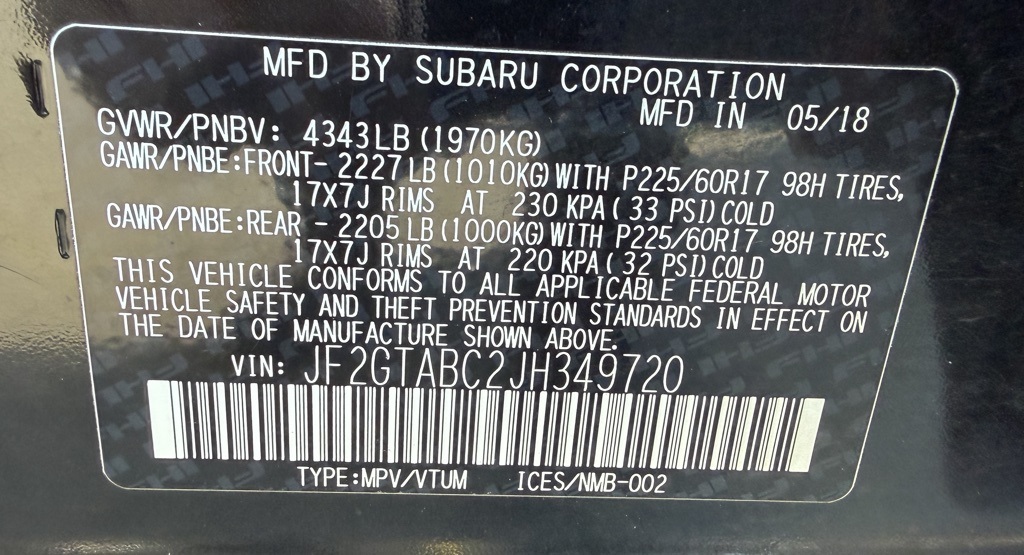 MFD BY SUBARU CORPORATION
MFD IN 05/18
GVWR/PNBV: 4343LB (1970KG)
GAWR/PNBE:FRONT- 2227 LB (1010KG) WITH P225/60R17 98H TIRES,
17X7J RIMS AT 230 KPA ( 33 PSI) COLD
GAWR/PNBE:REAR - 2205 LB (1000KG) WITH P225/60R17 98H TIRES,
17X7J RIMS AT 220 KPA ( 32 PSI) COLD
THIS VEHICLE CONFORMS TO ALL APPLICABLE FEDERAL MOTOR
VEHICLE SAFETY AND THEFT PREVENTION STANDARDS IN EFFECT ON
THE DATE OF MANUFACTURE SHOWN ABOVE.
VIN: JF2GTABC2JH349720
TYPE:MPV/VTUM ICES/NMB-002